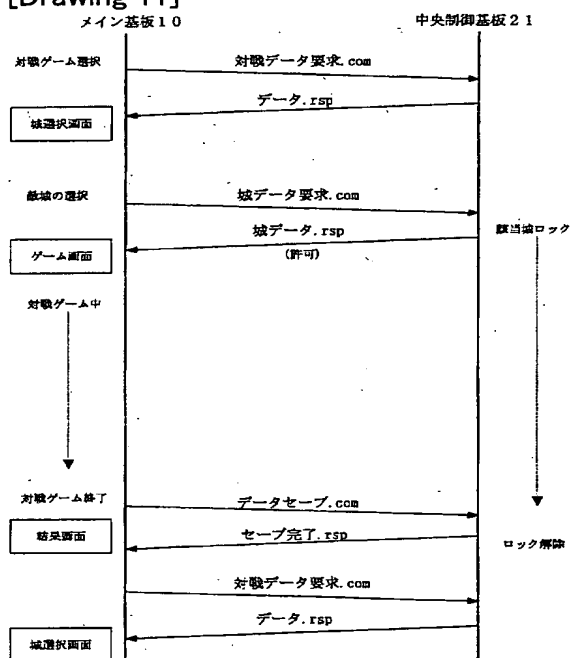 [Drawing 11]
メイン基板10
中央制御基板21
対戦ゲーム選択
対戦データ要求.com
データ.rsp
城選択画面
敵城の選択
城データ要求.com
城データ.rsp
該当城ロック
(許可)
ゲーム画面
対戦ゲーム中
対戦ゲーム終了
データセーブ.com
セーブ完了.rsp
結果画面
ロック解除
対戦データ要求.com
データ.rsp
城選択画面